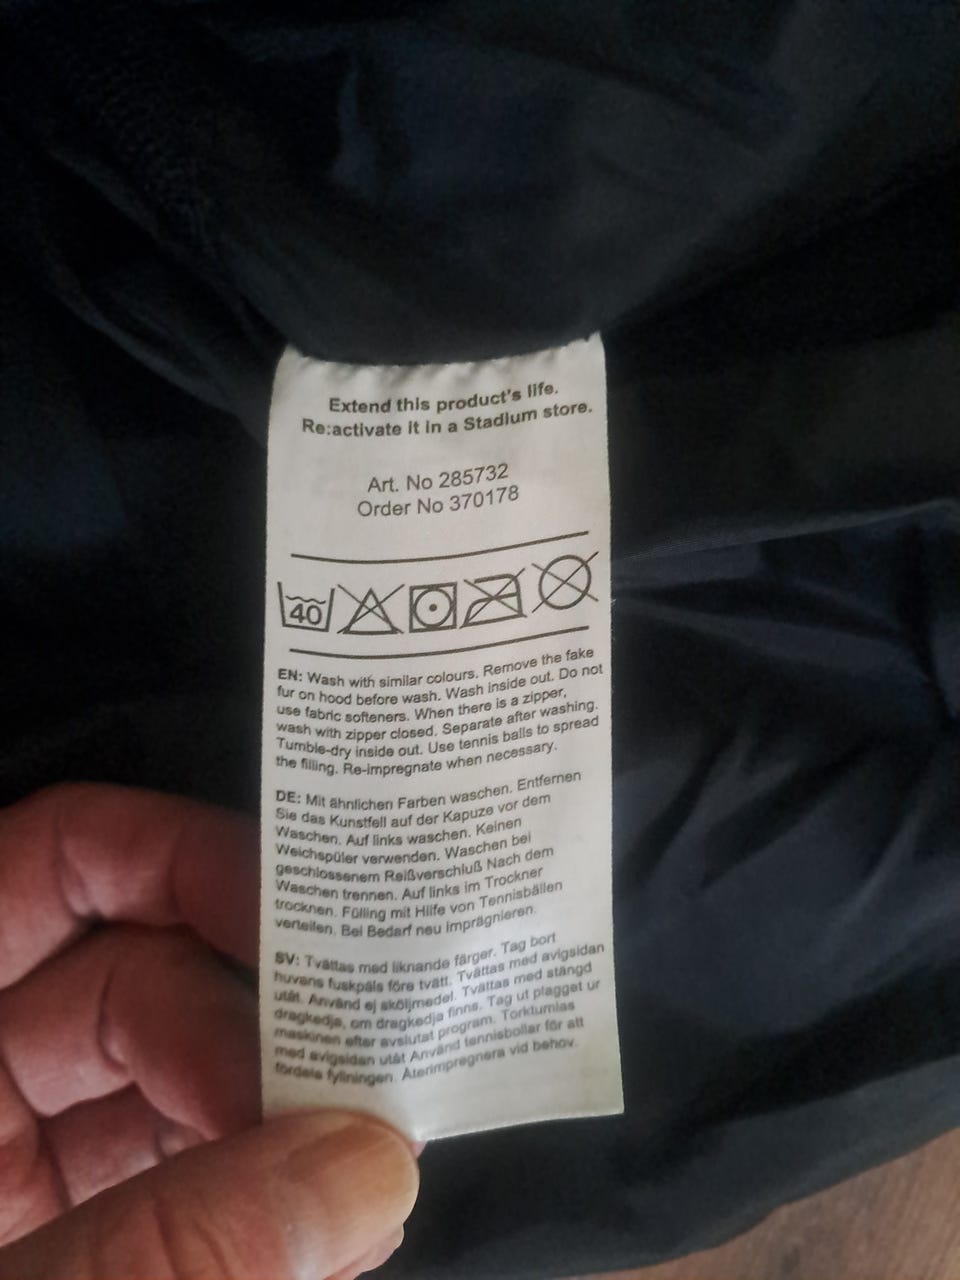 Extend this product's life.
Re:activate it in a Stadium store.
Art. No 285732
Order No 370178
40
EN: Wash with similar colours. Remove the fake
fur on hood before wash. Wash inside out. Do not
use fabric softeners. When there is a zipper,
wash with zipper closed. Separate after washing.
Tumble-dry inside out. Use tennis balls to spread
the filling. Re-impregnate when necessary.
DE: Mit ähnlichen Farben waschen. Entfernen
Sie das Kunstfell auf der Kapuze vor dem
Waschen. Auf links waschen. Keinen
Weichspüler verwenden. Waschen bei
geschlossenem Reißverschluß Nach dem
Waschen trennen. Auf links im Trockner
trocknen. Fülling mit Hilfe von Tennisbällen
verteilen. Bei Bedarf neu imprägnieren.
SV: Tvättas med liknande färger. Tag bort
huvans fuskpäls före tvätt. Tvättas med avigsidan
utåt. Använd ej sköljmedel. Tvättas med stängd
dragkedja, om dragkedja finns. Tag ut plagget ur
maskinen efter avslutat program. Torktumlas
med avigsidan utåt Använd tennisbollar för att
fördela fyllningen. Återimpregnera vid behov.